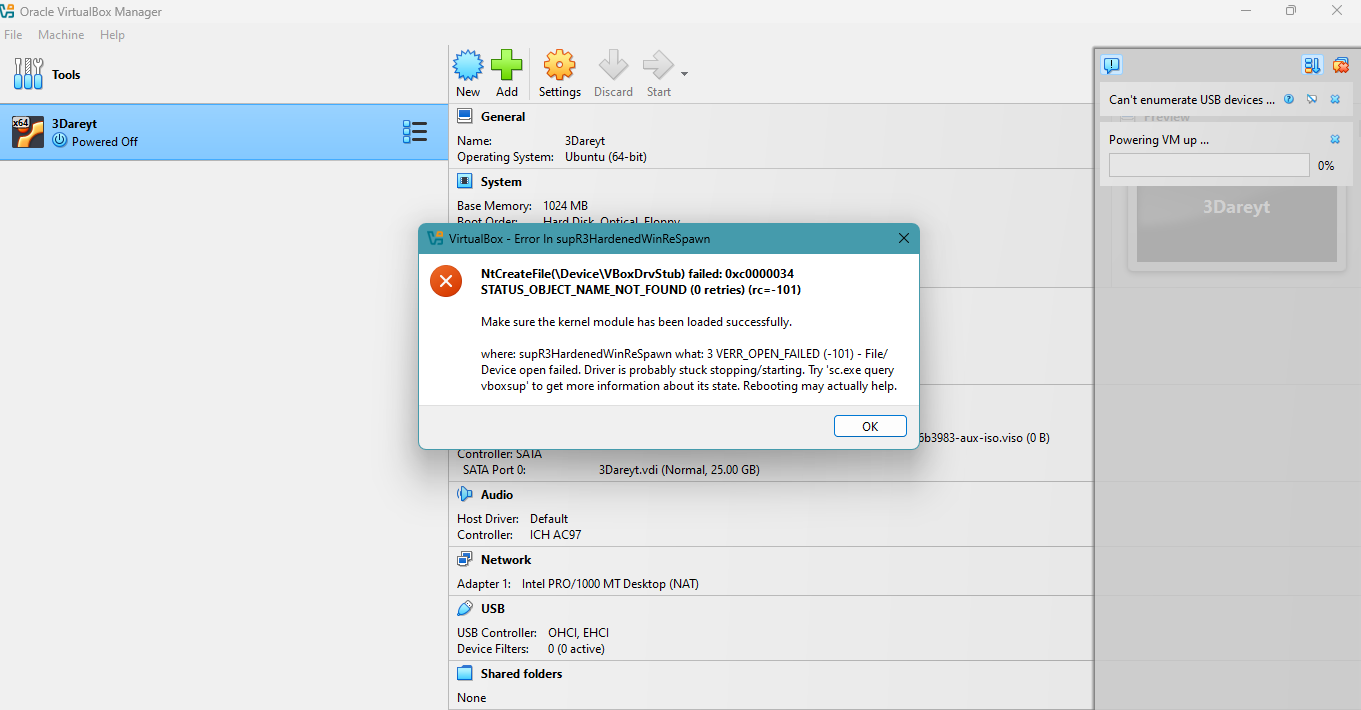 Oracle VirtualBox Manager
File Machine Help
Tools
New Add Settings Discard Start
x64
3Dareyt
Powered Off
General
Name: 3Dareyt
Operating System: Ubuntu (64-bit)
System
Base Memory: 1024 MB
Boot Order: Hard Disk, Optical, Floppy
Can't enumerate USB devices ...
Preview
Powering VM up ...
0%
3Dareyt
VirtualBox - Error In supR3HardenedWinReSpawn
NtCreateFile(\Device\VBoxDrvStub) failed: 0xc0000034
STATUS_OBJECT_NAME_NOT_FOUND (0 retries) (rc=-101)
Make sure the kernel module has been loaded successfully.
where: supR3HardenedWinReSpawn what: 3 VERR_OPEN_FAILED (-101) - File/
Device open failed. Driver is probably stuck stopping/starting. Try 'sc.exe query
vboxsup' to get more information about its state. Rebooting may actually help.
OK
6b3983-aux-iso.viso (0 B)
Controller: SATA
SATA Port 0: 3Dareyt.vdi (Normal, 25.00 GB)
Audio
Host Driver: Default
Controller: ICH AC97
Network
Adapter 1: Intel PRO/1000 MT Desktop (NAT)
USB
USB Controller: OHCI, EHCI
Device Filters: 0 (0 active)
Shared folders
None